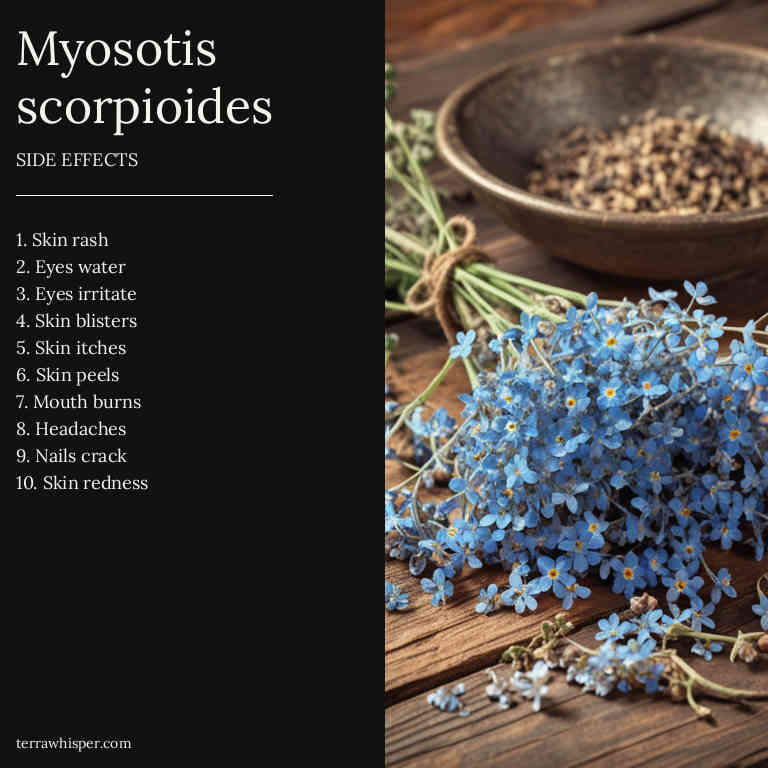 Myosotis
scorpioides
SIDE EFFECTS
1. Skin rash
2. Eyes water
3. Eyes irritate
4. Skin blisters
5. Skin itches
6. Skin peels
7. Mouth burns
8. Headaches
9. Nails crack
10. Skin redness
terrawhisper.com